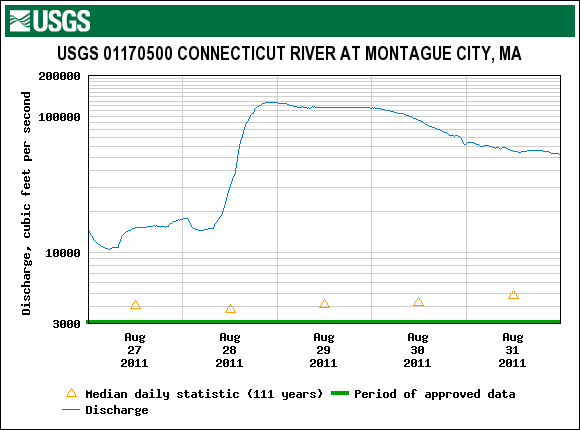 USGS
USGS 01170500 CONNECTICUT RIVER AT MONTAGUE CITY, MA
Discharge, cubic feet per second
200000
100000
10000
3000
Aug 27 2011
Aug 28 2011
Aug 29 2011
Aug 30 2011
Aug 31 2011
Median daily statistic (111 years)
Period of approved data
Discharge